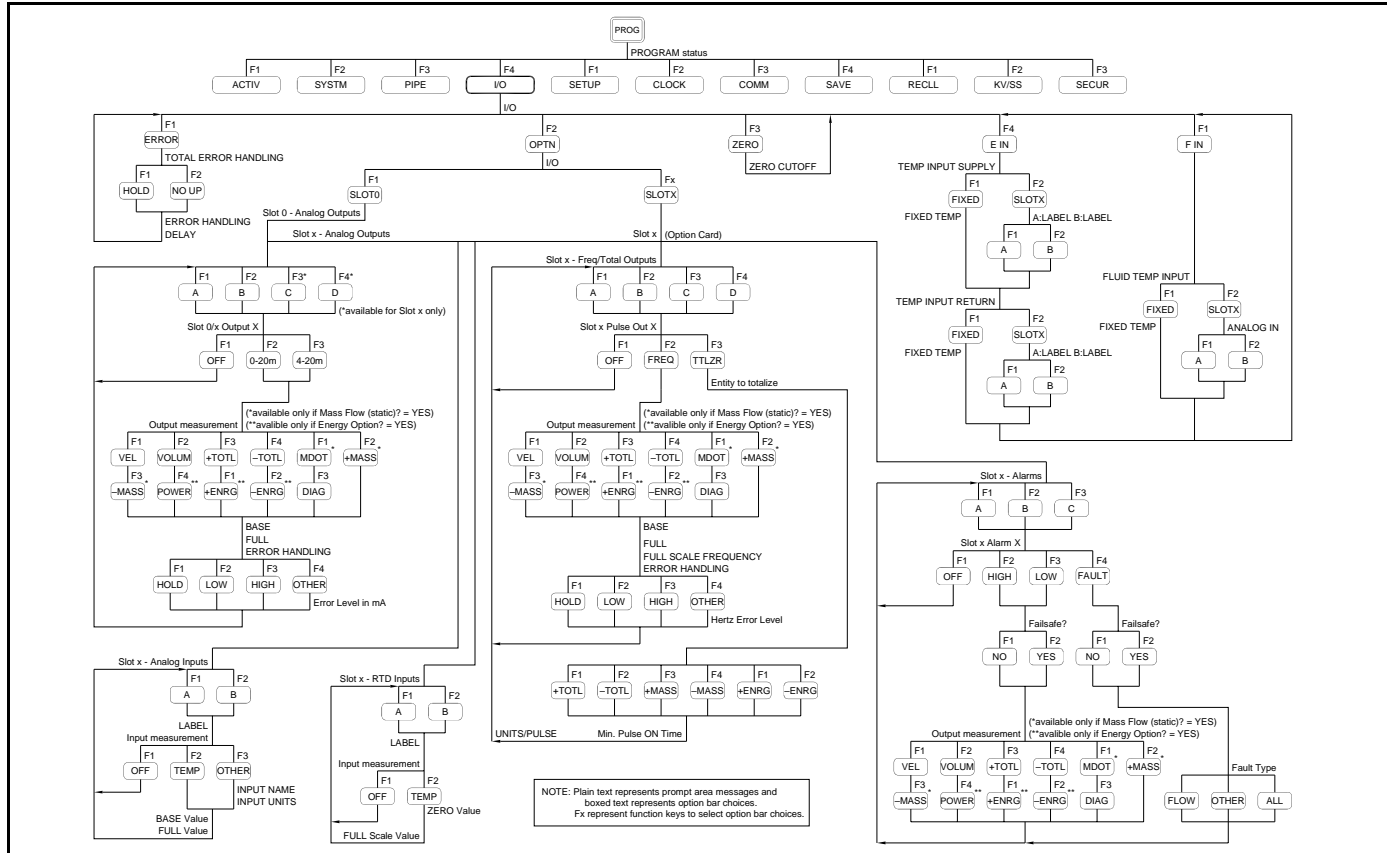 PROG
PROGRAM status
F1 F2 F3 F4 F1 F2 F3 F4 F1 F2 F3
ACTIV SYSTM PIPE I/O SETUP CLOCK COMM SAVE RECLL KV/SS SECUR
I/O
F1 F2 F3 F4 F1
ERROR OPTN ZERO E IN F IN
TOTAL ERROR HANDLING
F1 F2
HOLD NO UP
ERROR HANDLING
DELAY
I/O
F1 Fx
SLOT0 SLOTX
ZERO CUTOFF
Slot 0 - Analog Outputs
Slot x - Analog Outputs
Slot x (Option Card)
F1 F2 F3* F4*
A B C D
(*available for Slot x only)
Slot 0/x Output X
F1 F2 F3
OFF 0-20m 4-20m
(*available only if Mass Flow (static)? = YES)
Output measurement (**avalible only if Energy Option? = YES)
F1 F2 F3 F4 F1 F2
VEL VOLUM +TOTL –TOTL MDOT* +MASS*
F3 F4 F1 F2 F3
–MASS* POWER** +ENRG** –ENRG** DIAG
BASE
FULL
ERROR HANDLING
F1 F2 F3 F4
HOLD LOW HIGH OTHER
Error Level in mA
Slot x - Freq/Total Outputs
F1 F2 F3 F4
A B C D
Slot x Pulse Out X
F1 F2 F3
OFF FREQ TTLZR
Entity to totalize
(*available only if Mass Flow (static)? = YES)
Output measurement (**avalible only if Energy Option? = YES)
F1 F2 F3 F4 F1 F2
VEL VOLUM +TOTL –TOTL MDOT* +MASS*
F3 F4 F1 F2 F3
–MASS* POWER** +ENRG** –ENRG** DIAG
BASE
FULL
FULL SCALE FREQUENCY
ERROR HANDLING
F1 F2 F3 F4
HOLD LOW HIGH OTHER
Hertz Error Level
F1 F2 F3 F4 F1 F2
+TOTL –TOTL +MASS –MASS +ENRG –ENRG
UNITS/PULSE Min. Pulse ON Time
TEMP INPUT SUPPLY
F1 F2
FIXED SLOTX
FIXED TEMP A:LABEL B:LABEL
F1 F2
A B
TEMP INPUT RETURN
F1 F2
FIXED SLOTX
FIXED TEMP A:LABEL B:LABEL
F1 F2
A B
FLUID TEMP INPUT
F1 F2
FIXED SLOTX
FIXED TEMP ANALOG IN
F1 F2
A B
Slot x - Analog Inputs
F1 F2
A B
LABEL
Input measurement
F1 F2 F3
OFF TEMP OTHER
INPUT NAME
INPUT UNITS
BASE Value
FULL Value
Slot x - RTD Inputs
F1 F2
A B
LABEL
Input measurement
F1 F2
OFF TEMP
ZERO Value
FULL Scale Value
NOTE: Plain text represents prompt area messages and
boxed text represents option bar choices.
Fx represent function keys to select option bar choices.
Slot x - Alarms
F1 F2 F3
A B C
Slot x Alarm X
F1 F2 F3 F4
OFF HIGH LOW FAULT
Failsafe? Failsafe?
F1 F2 F1 F2
NO YES NO YES
(*available only if Mass Flow (static)? = YES)
Output measurement (**avalible only if Energy Option? = YES)
F1 F2 F3 F4 F1 F2
VEL VOLUM +TOTL –TOTL MDOT* +MASS*
F3 F4 F1 F2 F3
–MASS* POWER** +ENRG** –ENRG** DIAG
Fault Type
FLOW OTHER ALL